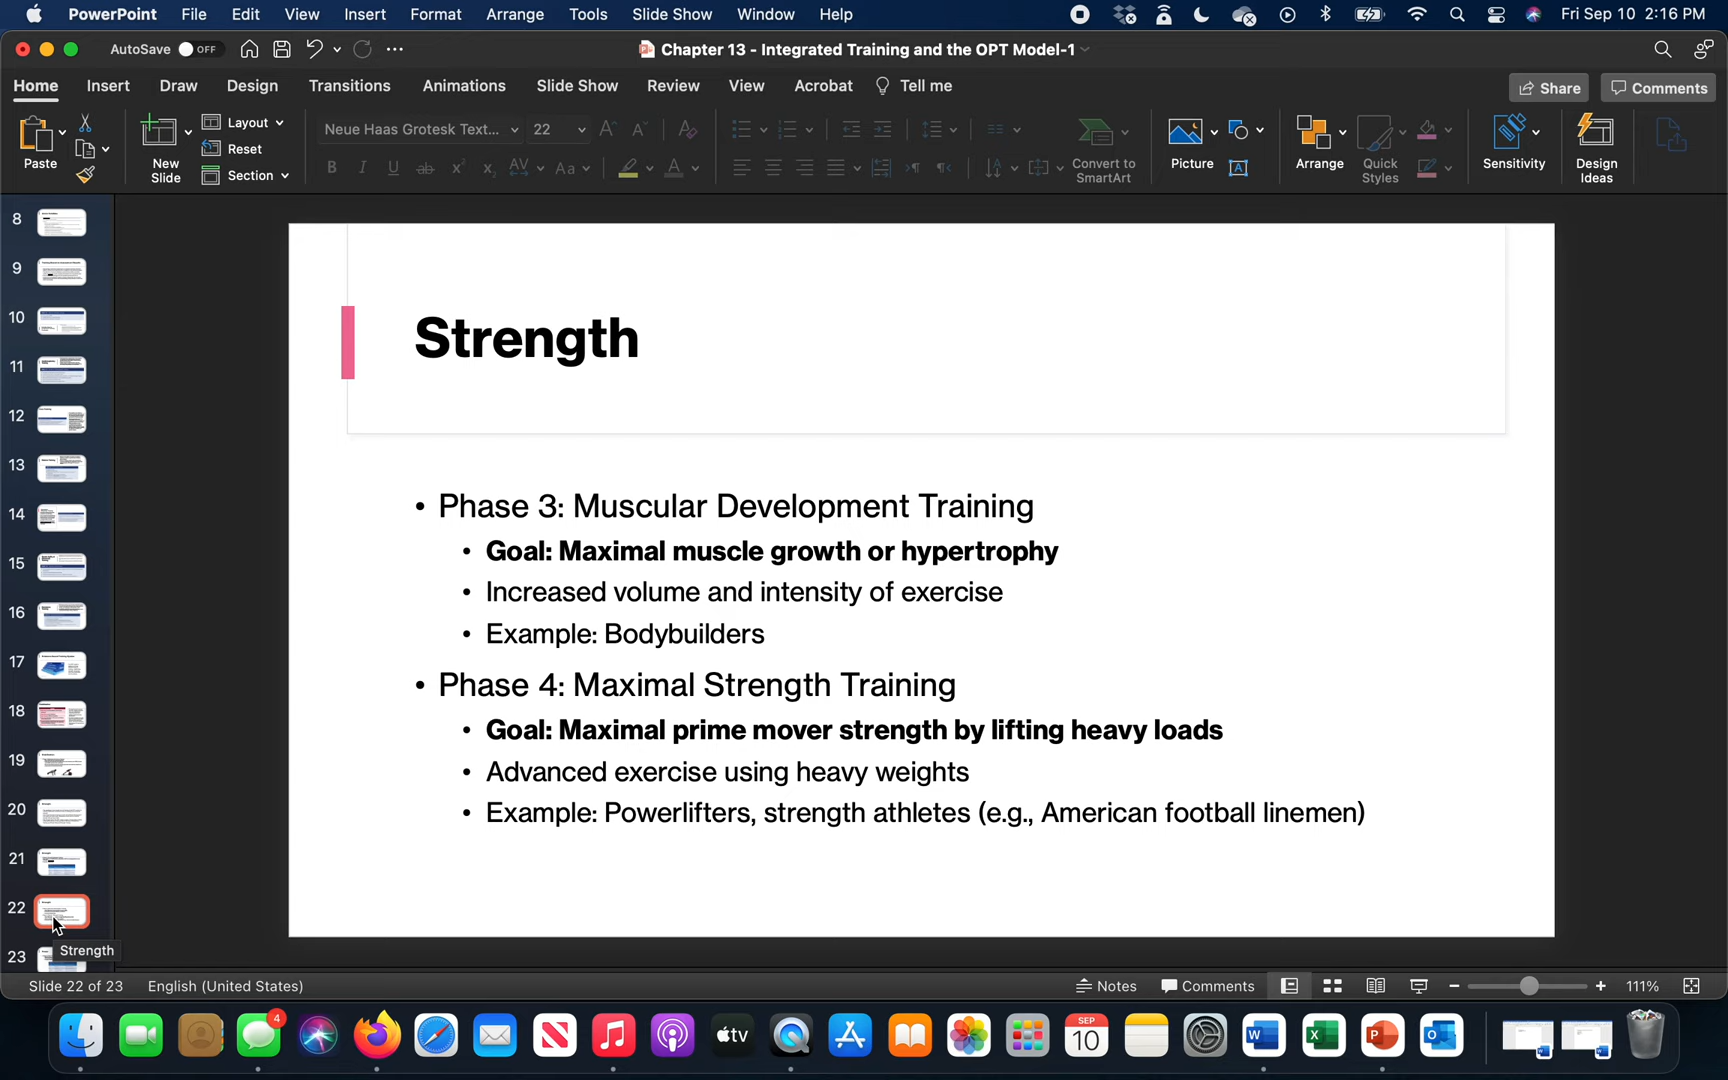 PowerPoint File Edit View Insert Format Arrange Tools Slide Show Window Help Fri Sep 10 2:16 PM
AutoSave OFF Chapter 13 - Integrated Training and the OPT Model-1
Home Insert Draw Design Transitions Animations Slide Show Review View Acrobat Tell me Share Comments
Paste
New Slide
Layout
Reset
Section
Neue Haas Grotesk Text... 22
Convert to SmartArt
Picture
Arrange
Quick Styles
Sensitivity
Design Ideas
8
9
10
11
12
13
14
15
16
17
18
19
20
21
22
23
Strength
Strength
• Phase 3: Muscular Development Training
• Goal: Maximal muscle growth or hypertrophy
• Increased volume and intensity of exercise
• Example: Bodybuilders
• Phase 4: Maximal Strength Training
• Goal: Maximal prime mover strength by lifting heavy loads
• Advanced exercise using heavy weights
• Example: Powerlifters, strength athletes (e.g., American football linemen)
Slide 22 of 23 English (United States) Notes Comments 111%
4
tv
SEP
10